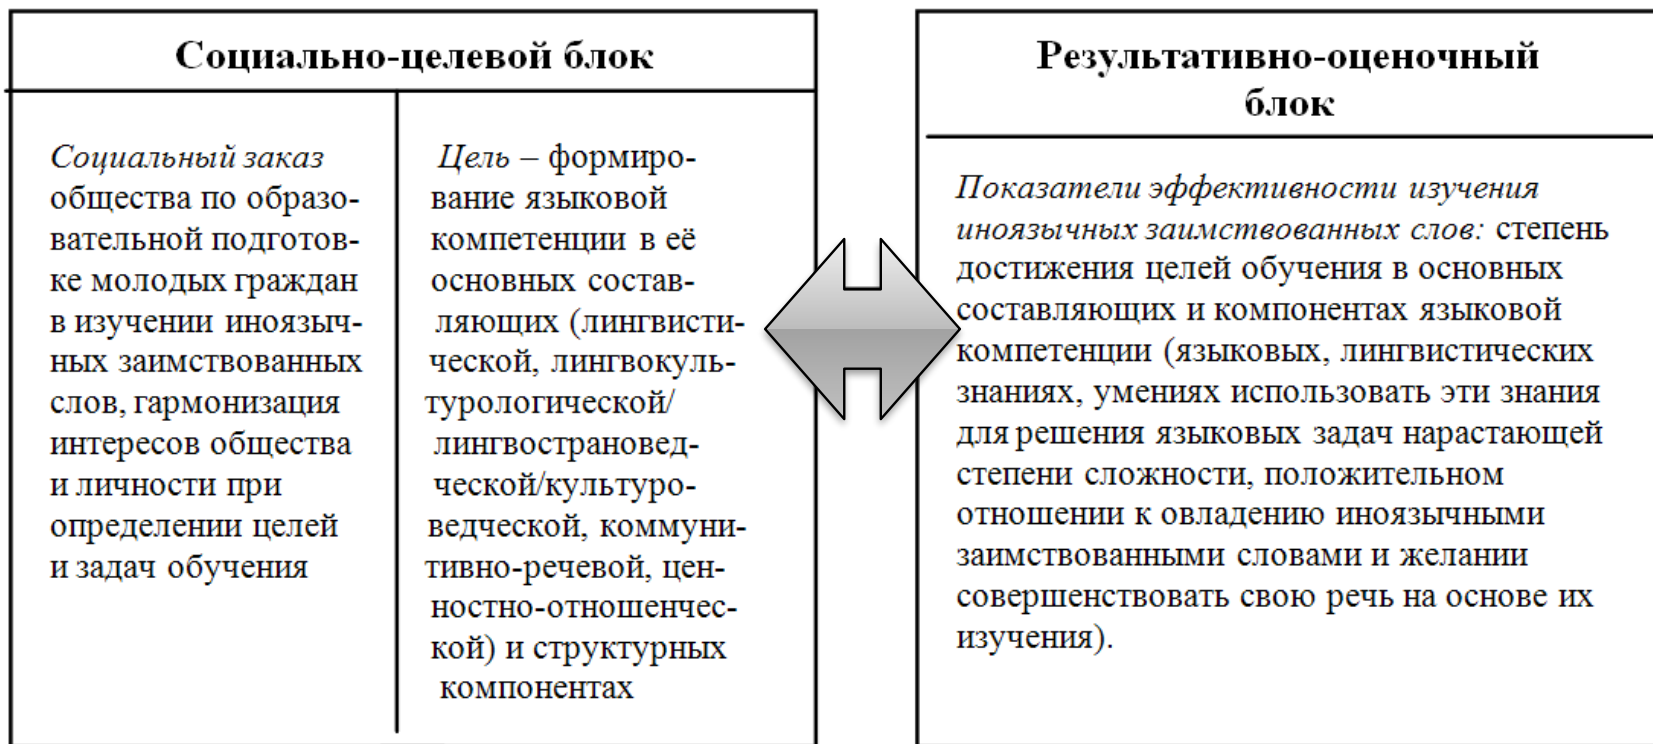 Социально-целевой блок
Социальный заказ
общества по образо-
вательной подготов-
ке молодых граждан
в изучении иноязыч-
ных заимствованных
слов, гармонизация
интересов общества
и личности при
определении целей
и задач обучения
Цель – формиро-
вание языковой
компетенции в её
основных состав-
ляющих (лингвисти-
ческой, лингвокуль-
турологической/
лингвострановед-
ческой/культуро-
ведческой, коммуни-
тивно-речевой, цен-
ностно-отношенчес-
кой) и структурных
компонентах
Результативно-оценочный
блок
Показатели эффективности изучения
иноязычных заимствованных слов: степень
достижения целей обучения в основных
составляющих и компонентах языковой
компетенции (языковых, лингвистических
знаниях, умениях использовать эти знания
для решения языковых задач нарастающей
степени сложности, положительном
отношении к овладению иноязычными
заимствованными словами и желании
совершенствовать свою речь на основе их
изучения).